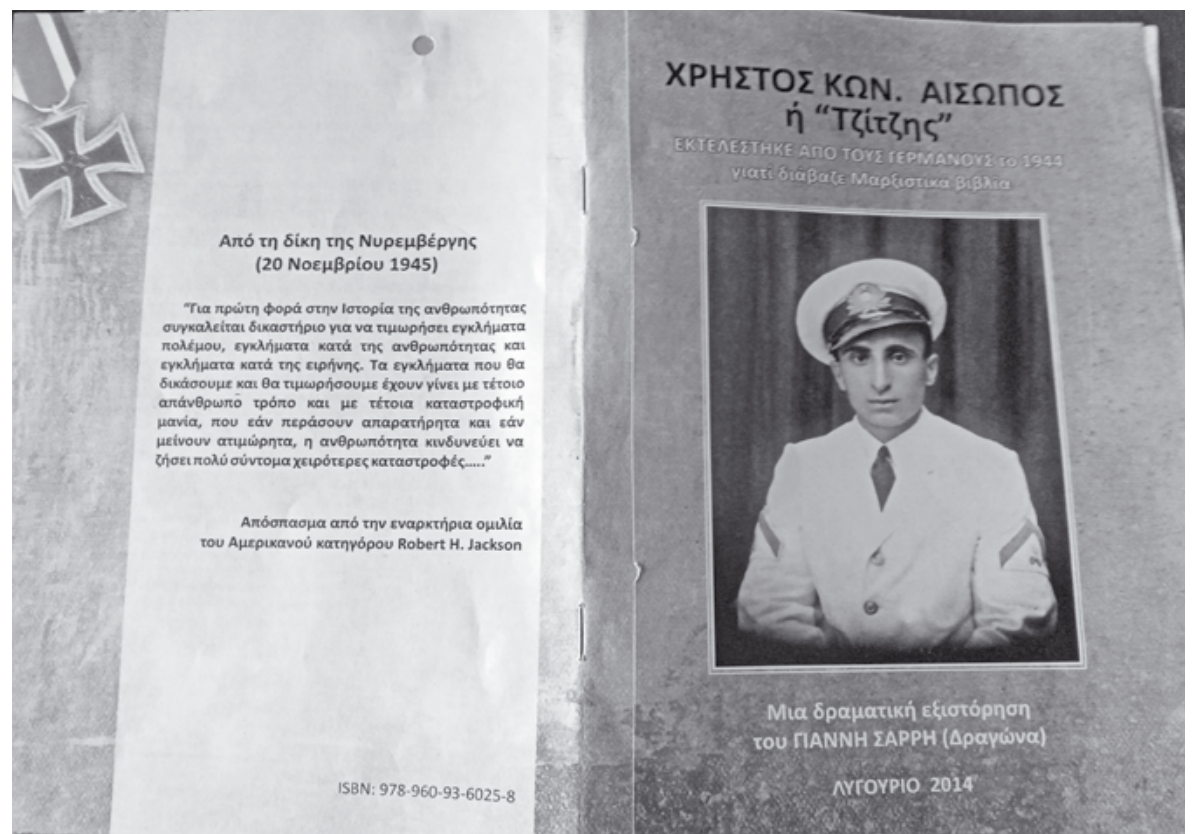 Από τη δίκη της Νυρεμβέργης
(20 Νοεμβρίου 1945)
"Για πρώτη φορά στην Ιστορία της ανθρωπότητας
συγκαλείται δικαστήριο για να τιμωρήσει εγκλήματα
πολέμου, εγκλήματα κατά της ανθρωπότητας και
εγκλήματα κατά της ειρήνης. Τα εγκλήματα που θα
δικάσουμε και θα τιμωρήσουμε έχουν γίνει με τέτοιο
απάνθρωπο τρόπο και με τέτοια καταστροφική
μανία, που εάν περάσουν απαρατήρητα και εάν
μείνουν ατιμώρητα, η ανθρωπότητα κινδυνεύει να
ζήσει πολύ σύντομα χειρότερες καταστροφές....."
Απόσπασμα από την εναρκτήρια ομιλία
του Αμερικανού κατηγόρου Robert H. Jackson
ISBN: 978-960-93-6025-8
ΧΡΗΣΤΟΣ ΚΩΝ. ΑΙΣΩΠΟΣ
ή "Τζίτζης"
ΕΚΤΕΛΕΣΤΗΚΕ ΑΠΟ ΤΟΥΣ ΓΕΡΜΑΝΟΥΣ το 1944
γιατί διάβαζε Μαρξιστικά βιβλία
Μια δραματική εξιστόρηση
του ΓΙΑΝΝΗ ΣΑΡΡΗ (Δραγώνα)
ΛΥΓΟΥΡΙΟ 2014